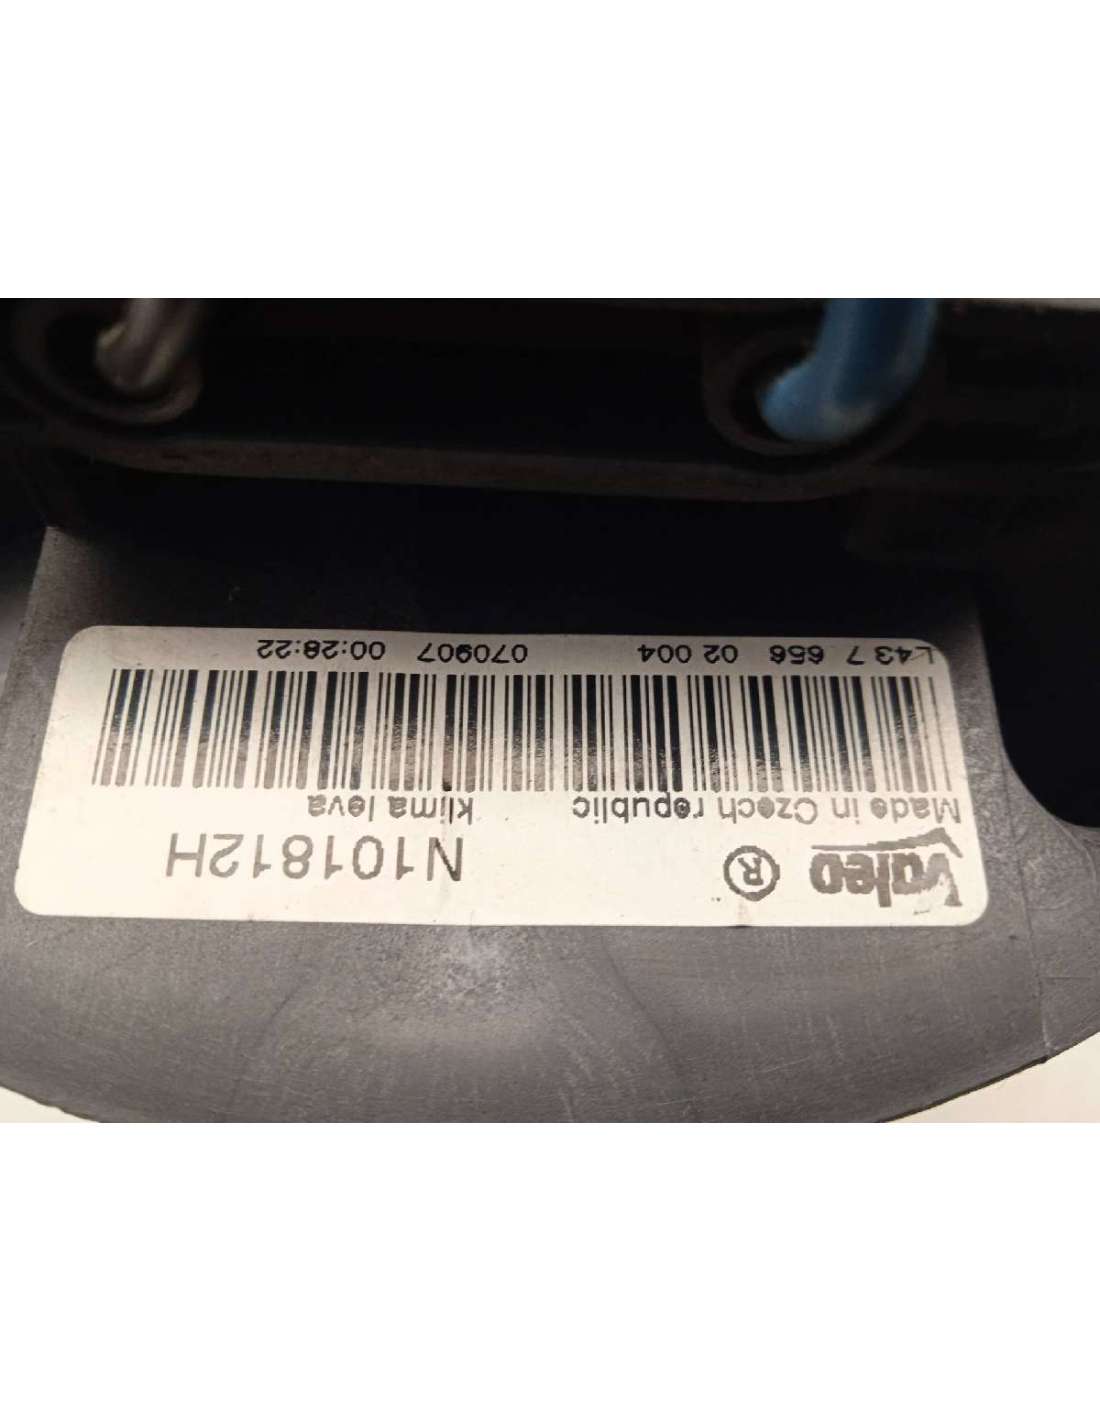 Valeo ® N101812H
Made in Czech republic klima leva
L43 7 656 02 004 070907 00:28:22